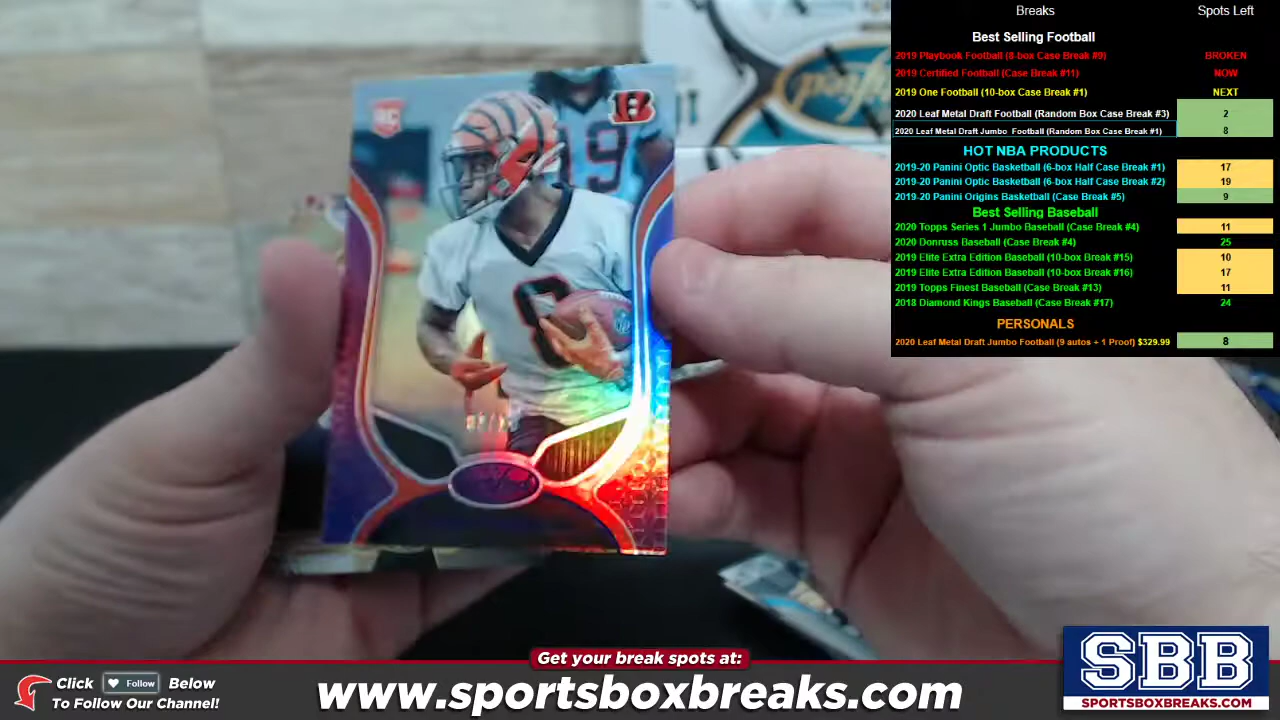 Breaks Spots Left
Best Selling Football
2019 Playbook Football (8-box Case Break #9) BROKEN
2019 Certified Football (Case Break #11) NOW
2019 One Football (10-box Case Break #1) NEXT
2020 Leaf Metal Draft Football (Random Box Case Break #3) 2
2020 Leaf Metal Draft Jumbo Football (Random Box Case Break #1) 8
HOT NBA PRODUCTS
2019-20 Panini Optic Basketball (6-box Half Case Break #1) 17
2019-20 Panini Optic Basketball (6-box Half Case Break #2) 19
2019-20 Panini Origins Basketball (Case Break #5) 9
Best Selling Baseball
2020 Topps Series 1 Jumbo Baseball (Case Break #4) 11
2020 Donruss Baseball (Case Break #4) 25
2019 Elite Extra Edition Baseball (10-box Break #15) 10
2019 Elite Extra Edition Baseball (10-box Break #16) 17
2019 Topps Finest Baseball (Case Break #13) 11
2018 Diamond Kings Baseball (Case Break #17) 24
PERSONALS
2020 Leaf Metal Draft Jumbo Football (9 autos + 1 Proof) $329.99 8
RC
B
19
6
Get your break spots at:
www.sportsboxbreaks.com
Click Follow Below
To Follow Our Channel!
SBB
SPORTSBOXBREAKS.COM